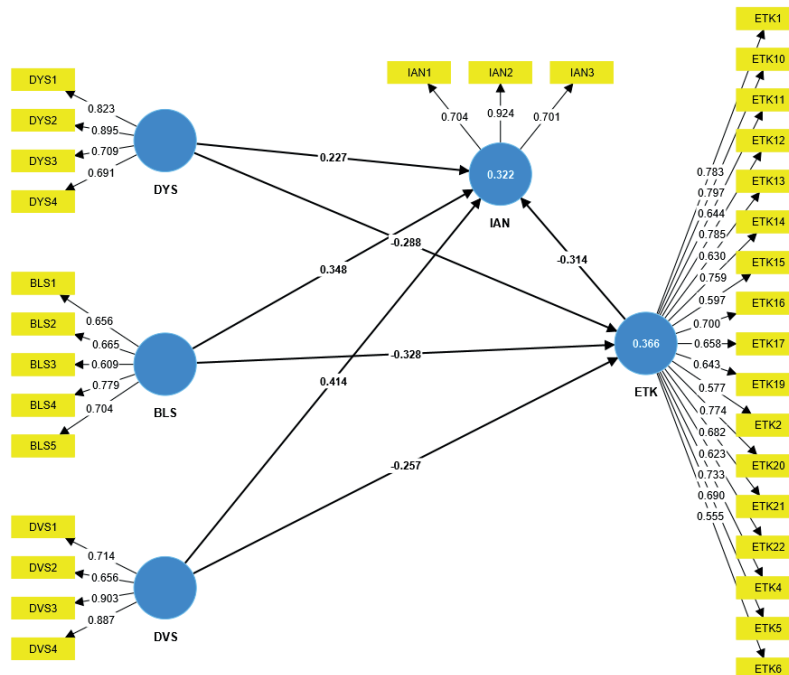 ETK1
ETK10
ETK11
ETK12
ETK13
ETK14
ETK15
ETK16
ETK17
ETK19
ETK2
ETK20
ETK21
ETK22
ETK4
ETK5
ETK6
0.783
0.797
0.644
0.785
0.630
0.759
0.597
0.700
0.658
0.643
0.577
0.774
0.682
0.623
0.733
0.690
0.555
IAN1
IAN2
IAN3
0.704
0.924
0.701
0.322
IAN
DYS1
DYS2
DYS3
DYS4
0.823
0.895
0.709
0.691
DYS
0.227
-0.288
0.348
-0.314
BLS1
BLS2
BLS3
BLS4
BLS5
0.656
0.665
0.609
0.779
0.704
BLS
-0.328
0.414
-0.257
0.366
ETK
DVS1
DVS2
DVS3
DVS4
0.714
0.656
0.903
0.887
DVS